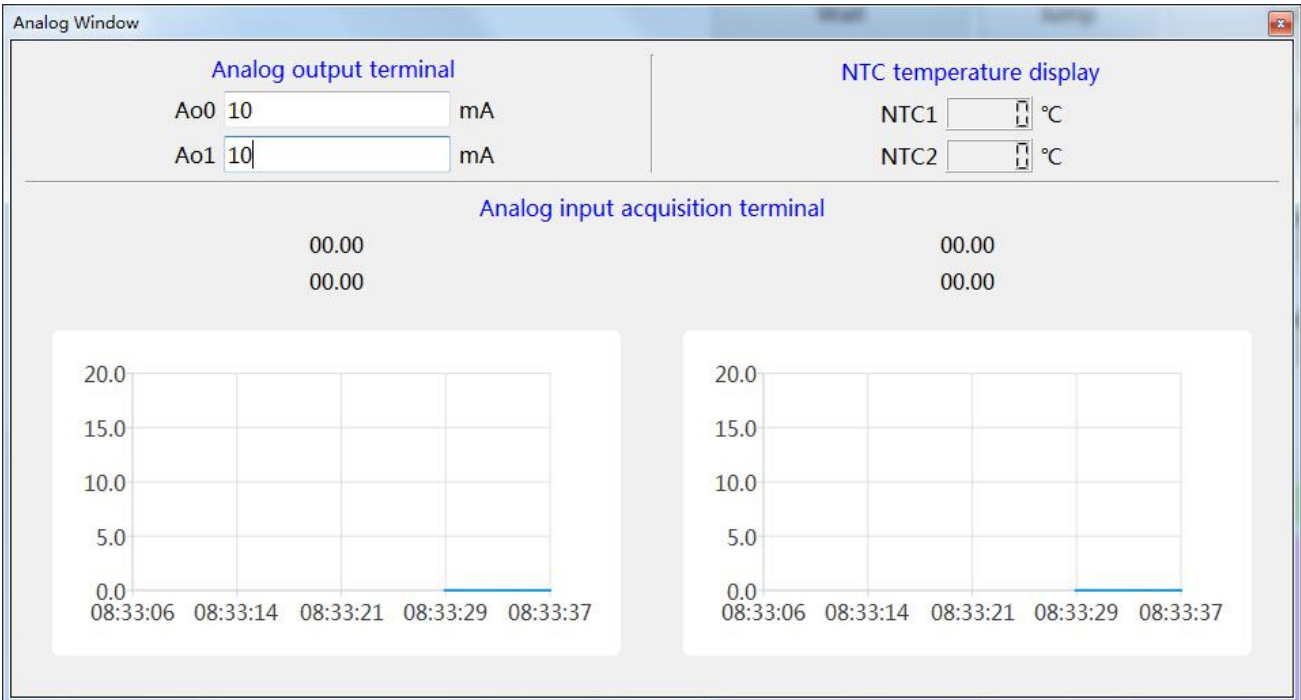 Analog Window
Wait Jump
Analog output terminal
Ao0 10 mA
Ao1 10 mA
NTC temperature display
NTC1 0 ℃
NTC2 0 ℃
Analog input acquisition terminal
00.00 00.00
00.00 00.00
20.0
15.0
10.0
5.0
0.0
08:33:06 08:33:14 08:33:21 08:33:29 08:33:37
20.0
15.0
10.0
5.0
0.0
08:33:06 08:33:14 08:33:21 08:33:29 08:33:37